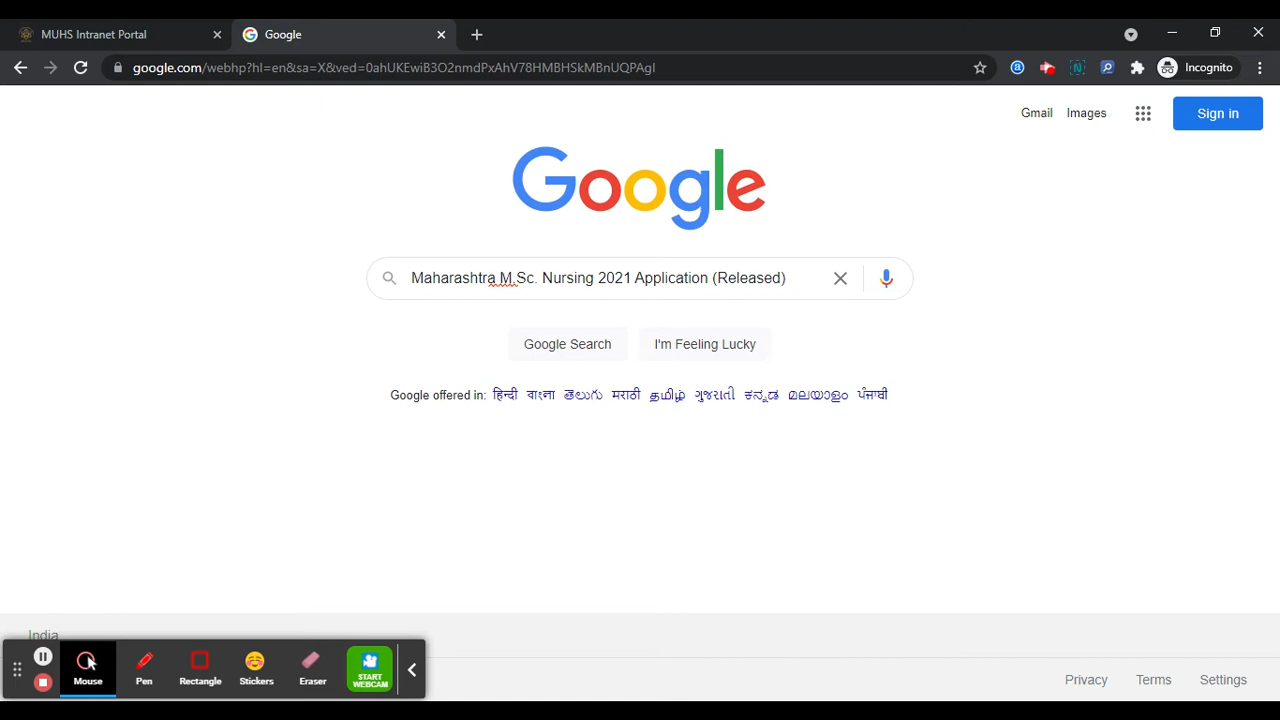 MUHS Intranet Portal
Google
google.com/webhp?hl=en&sa=X&ved=0ahUKEwiB3O2nmdPxAhV78HMBHSkMBnUQPAgI
Incognito
Gmail Images Sign in
Google
Maharashtra M.Sc. Nursing 2021 Application (Released)
Google Search I'm Feeling Lucky
Google offered in: हिन्दी বাংলা తెలుగు मराठी தமிழ் ગુજરાતી ಕನ್ನಡ മലയാളം ਪੰਜਾਬੀ
India
Mouse Pen Rectangle Stickers Eraser START WEBCAM
Privacy Terms Settings